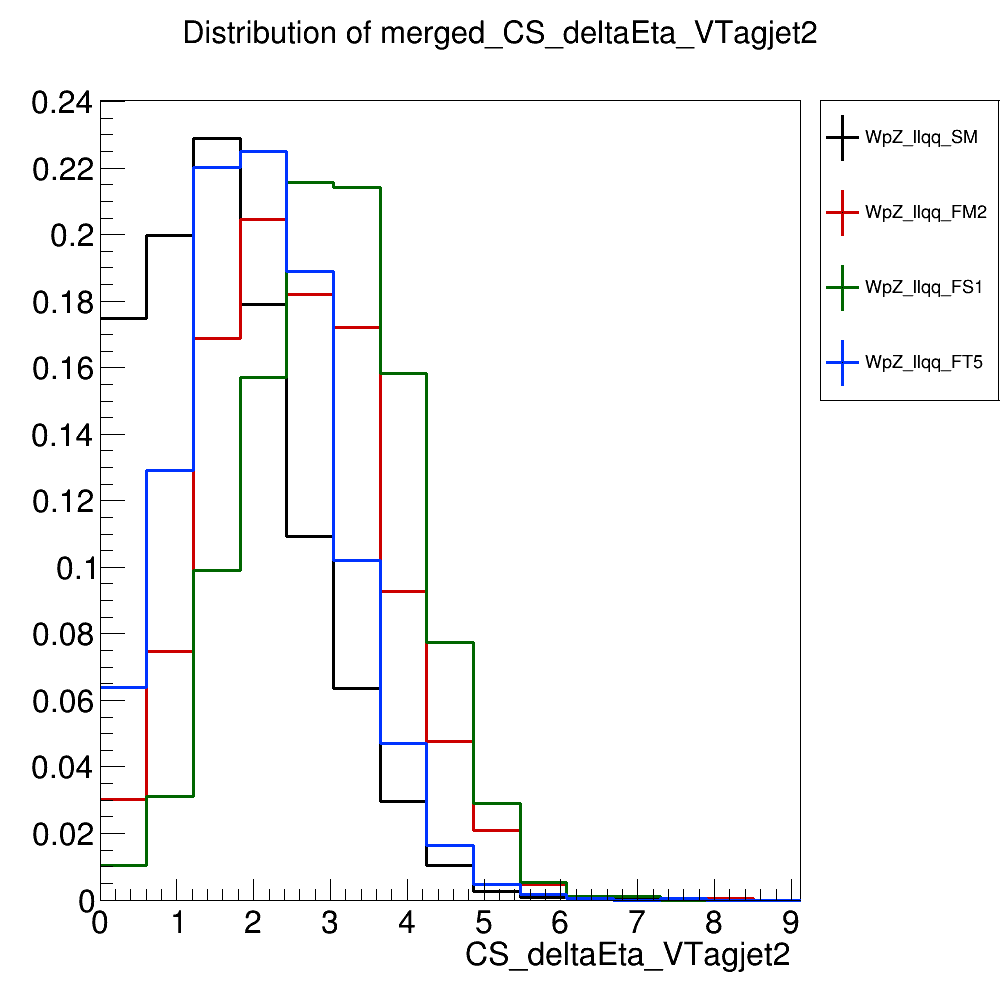 Distribution of merged_CS_deltaEta_VTagjet2
0.24
0.22
0.2
0.18
0.16
0.14
0.12
0.1
0.08
0.06
0.04
0.02
0
0 1 2 3 4 5 6 7 8 9
CS_deltaEta_VTagjet2
WpZ_llqq_SM
WpZ_llqq_FM2
WpZ_llqq_FS1
WpZ_llqq_FT5